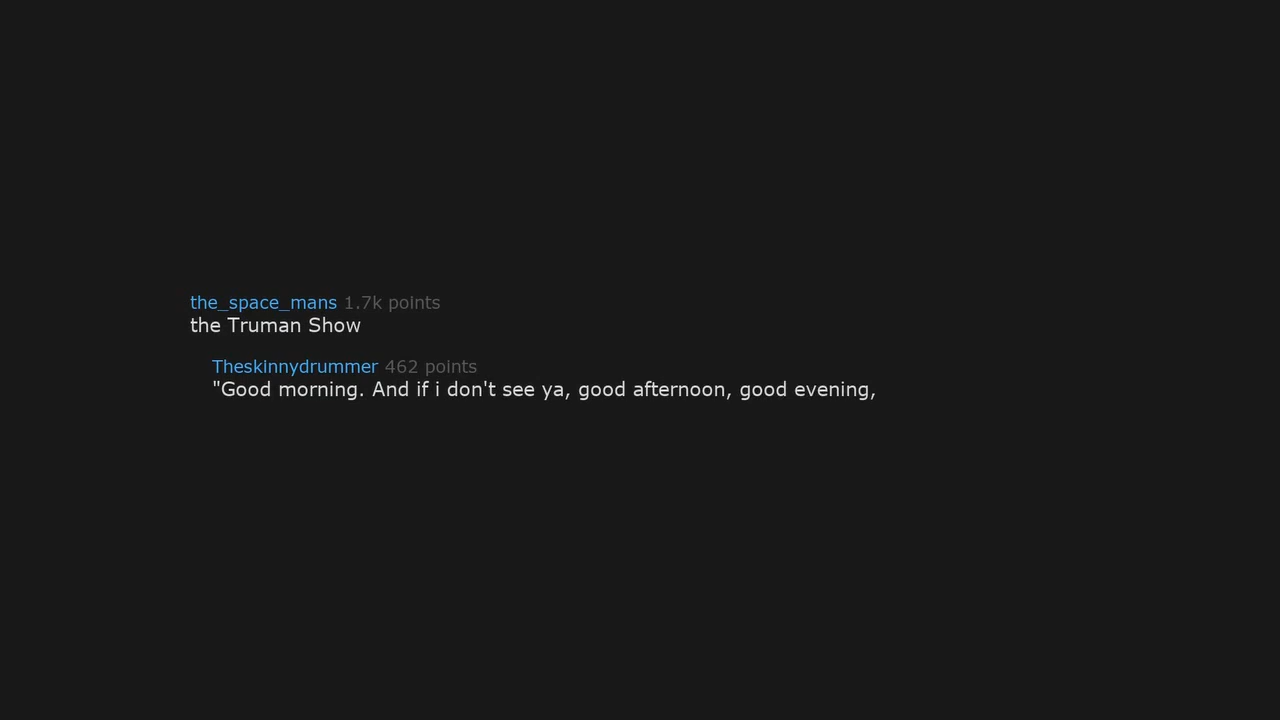 the_space_mans 1.7k points
the Truman Show
Theskinnydrummer 462 points
"Good morning. And if i don't see ya, good afternoon, good evening,